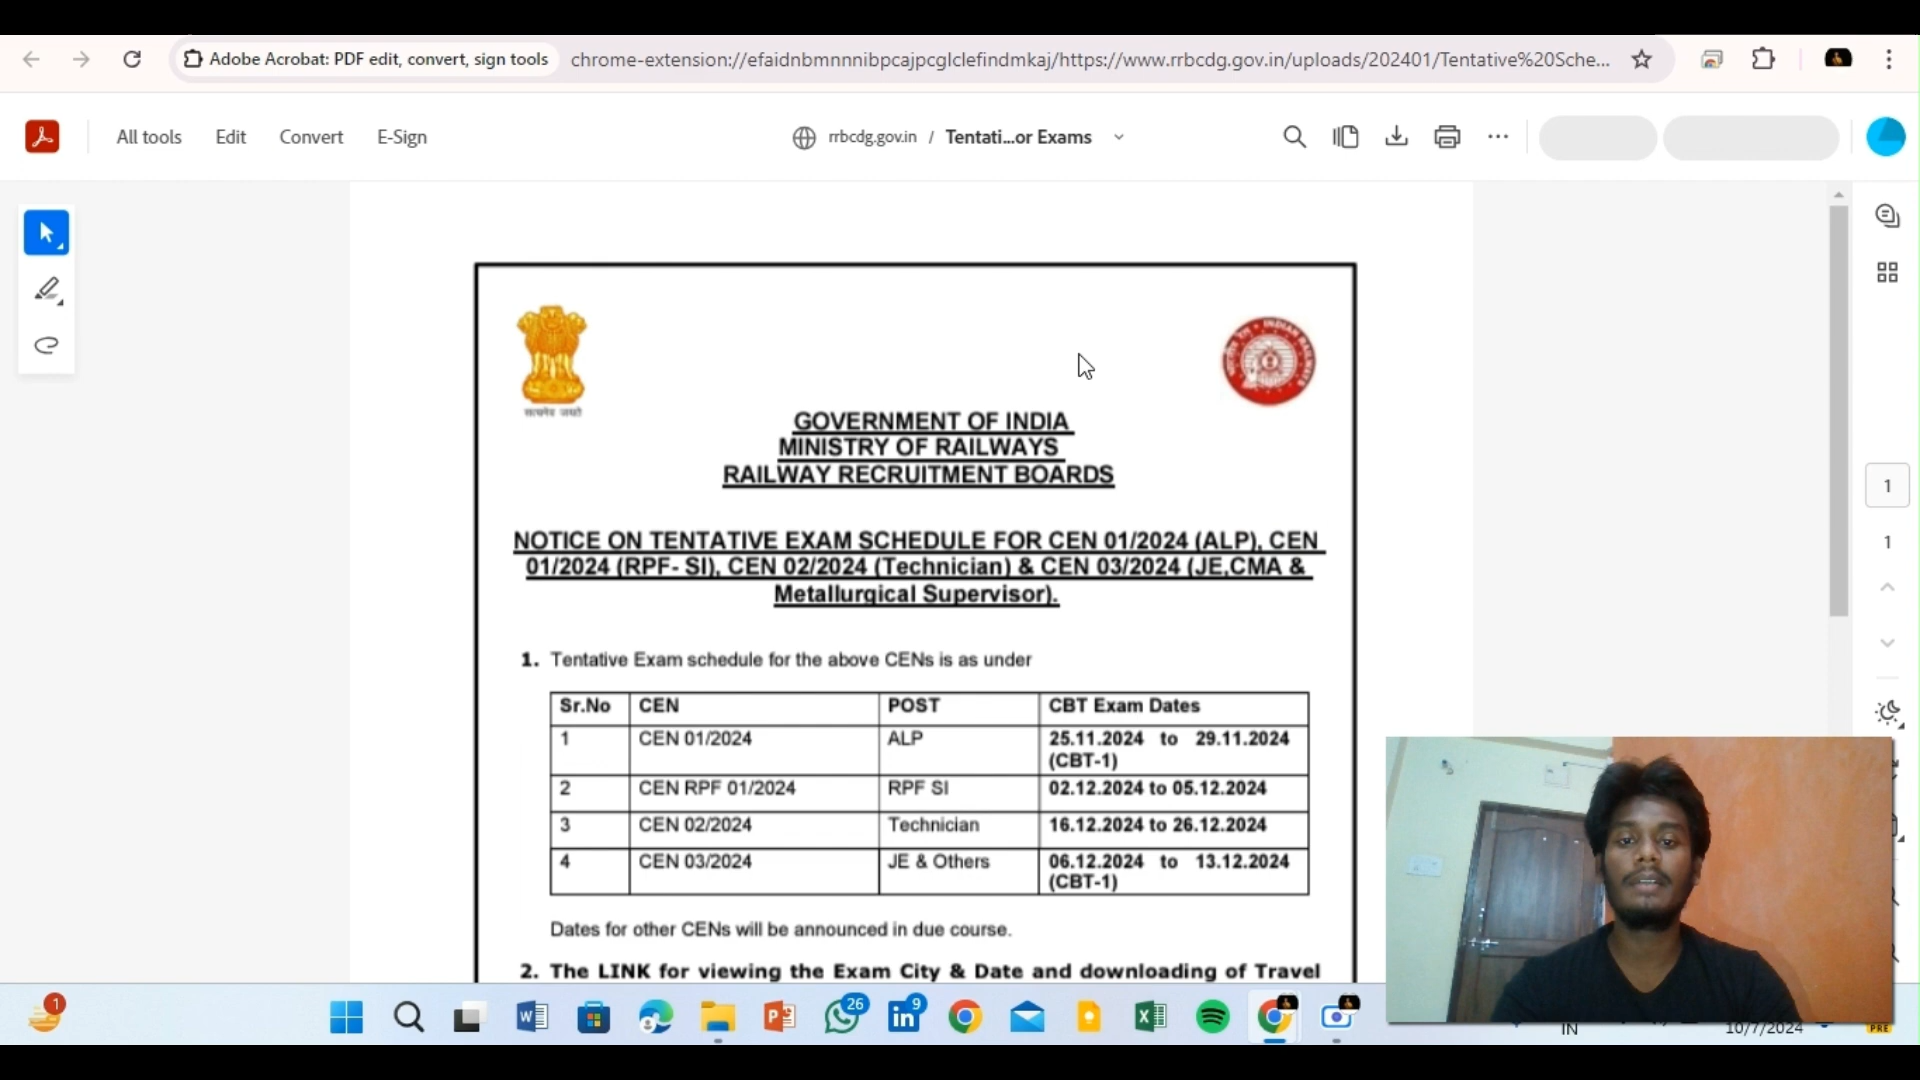 Adobe Acrobat: PDF edit, convert, sign tools
chrome-extension://efaidnbmnnnibpcajpcglclefindmkaj/https://www.rrbcdg.gov.in/uploads/202401/Tentative%20Sche...
All tools
Edit
Convert
E-Sign
rrbcdg.gov.in / Tentati...or Exams
सत्यमेव जयते
GOVERNMENT OF INDIA
MINISTRY OF RAILWAYS
RAILWAY RECRUITMENT BOARDS
NOTICE ON TENTATIVE EXAM SCHEDULE FOR CEN 01/2024 (ALP), CEN
01/2024 (RPF- SI), CEN 02/2024 (Technician) & CEN 03/2024 (JE,CMA &
Metallurgical Supervisor).
1. Tentative Exam schedule for the above CENs is as under
Sr.No CEN POST CBT Exam Dates
1 CEN 01/2024 ALP 25.11.2024 to 29.11.2024
(CBT-1)
2 CEN RPF 01/2024 RPF SI 02.12.2024 to 05.12.2024
3 CEN 02/2024 Technician 16.12.2024 to 26.12.2024
4 CEN 03/2024 JE & Others 06.12.2024 to 13.12.2024
(CBT-1)
Dates for other CENs will be announced in due course.
2. The LINK for viewing the Exam City & Date and downloading of Travel
1
1
1
26
9
IN
10/7/2024
PRE